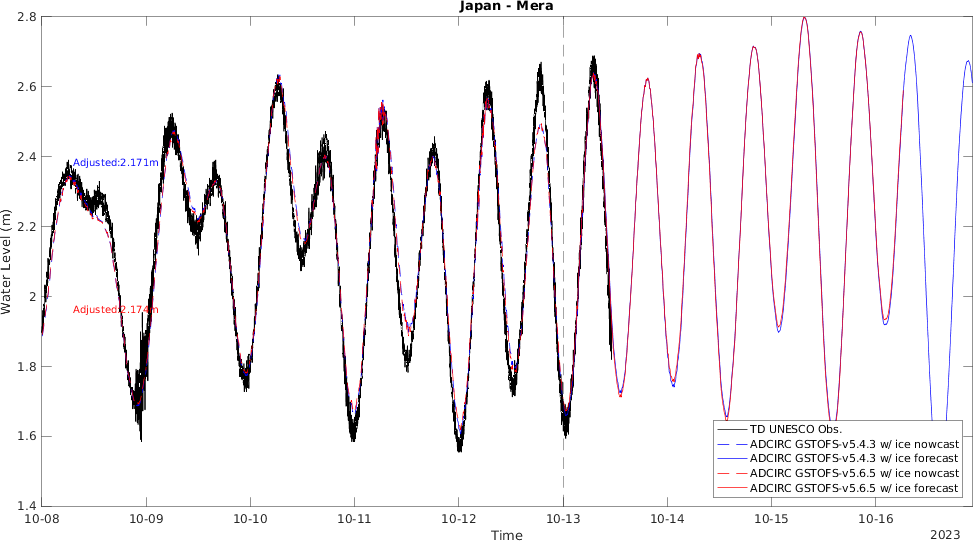 Japan - Mera
2.8
2.6
2.4
2.2
2
1.8
1.6
1.4
Water Level (m)
Adjusted:2.171m
Adjusted:2.174m
TD UNESCO Obs.
ADCIRC GSTOFS-v5.4.3 w/ ice nowcast
ADCIRC GSTOFS-v5.4.3 w/ ice forecast
ADCIRC GSTOFS-v5.6.5 w/ ice nowcast
ADCIRC GSTOFS-v5.6.5 w/ ice forecast
10-08 10-09 10-10 10-11 10-12 10-13 10-14 10-15 10-16
Time
2023